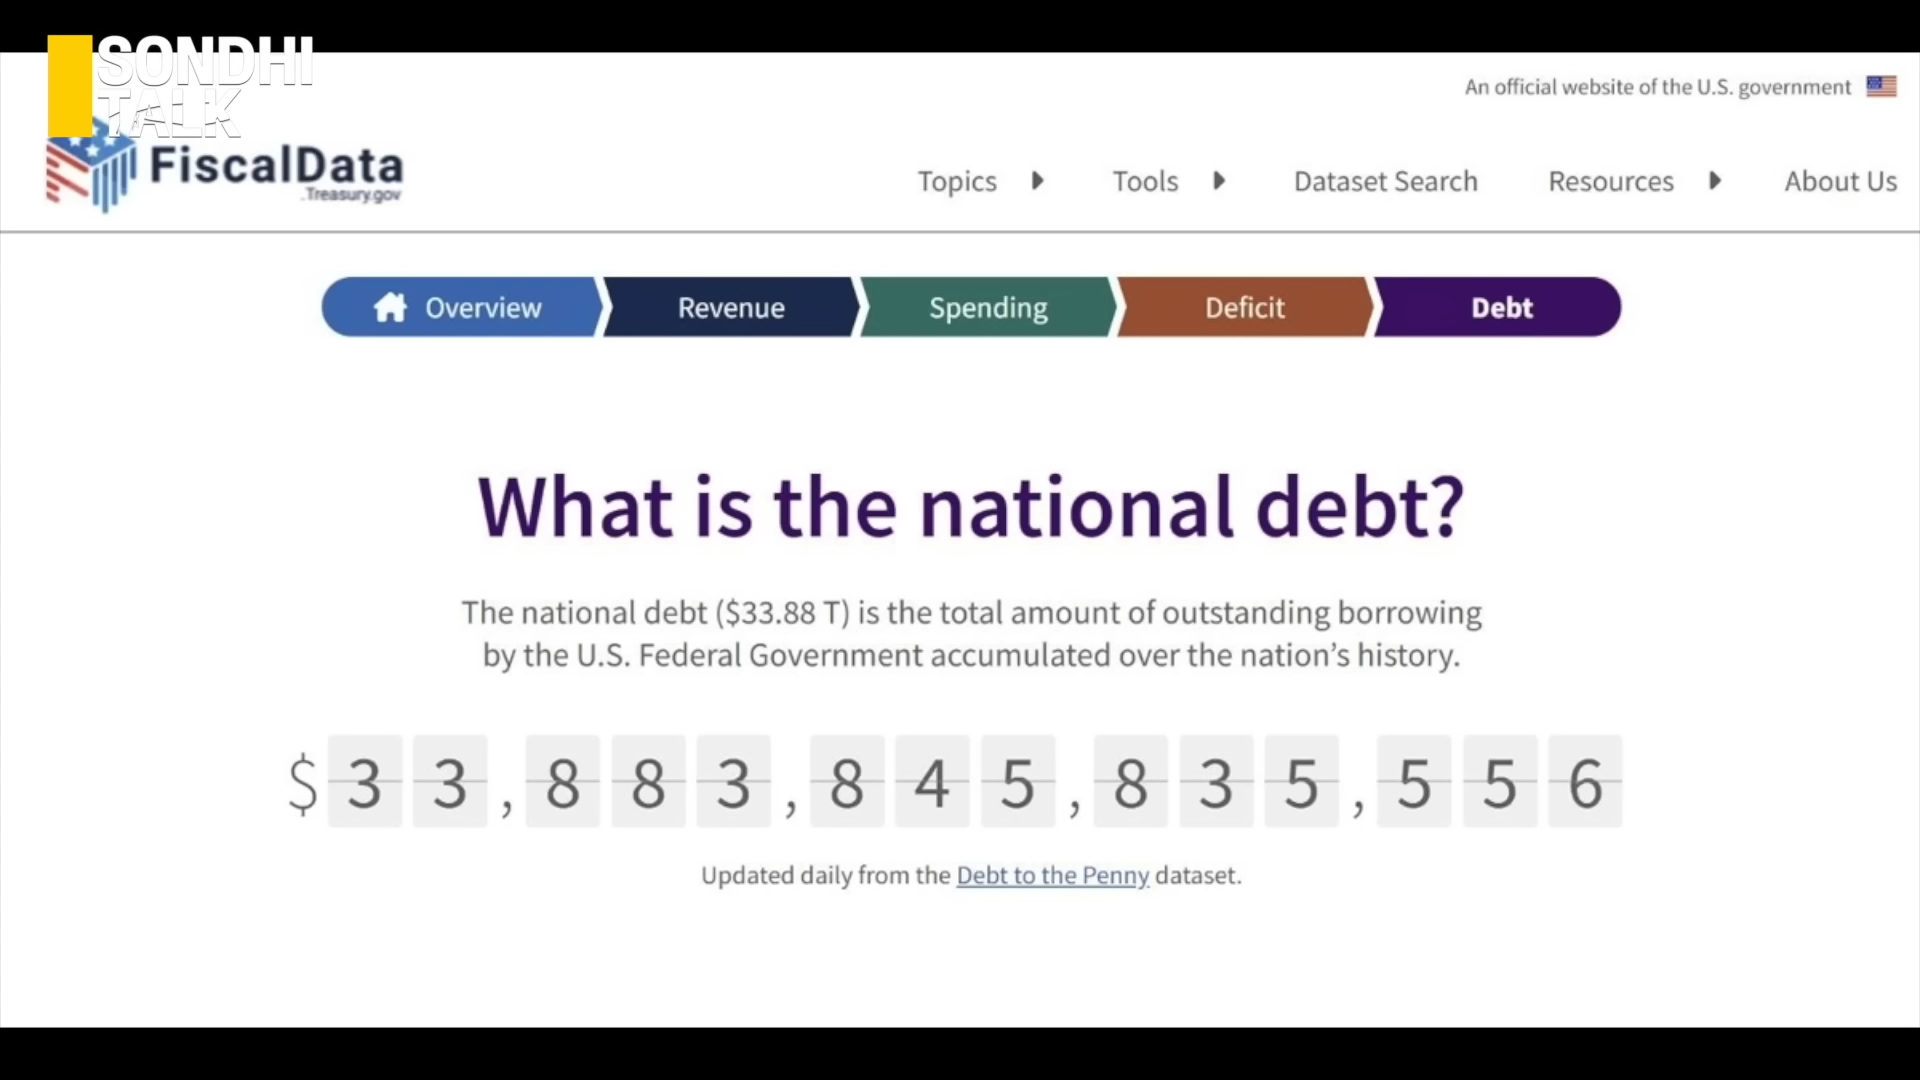 SONDHI
TALK
An official website of the U.S. government
FiscalData
.Treasury.gov
Topics
Tools
Dataset Search
Resources
About Us
Overview
Revenue
Spending
Deficit
Debt
What is the national debt?
The national debt ($33.88 T) is the total amount of outstanding borrowing
by the U.S. Federal Government accumulated over the nation’s history.
$33,883,845,835,556
Updated daily from the Debt to the Penny dataset.